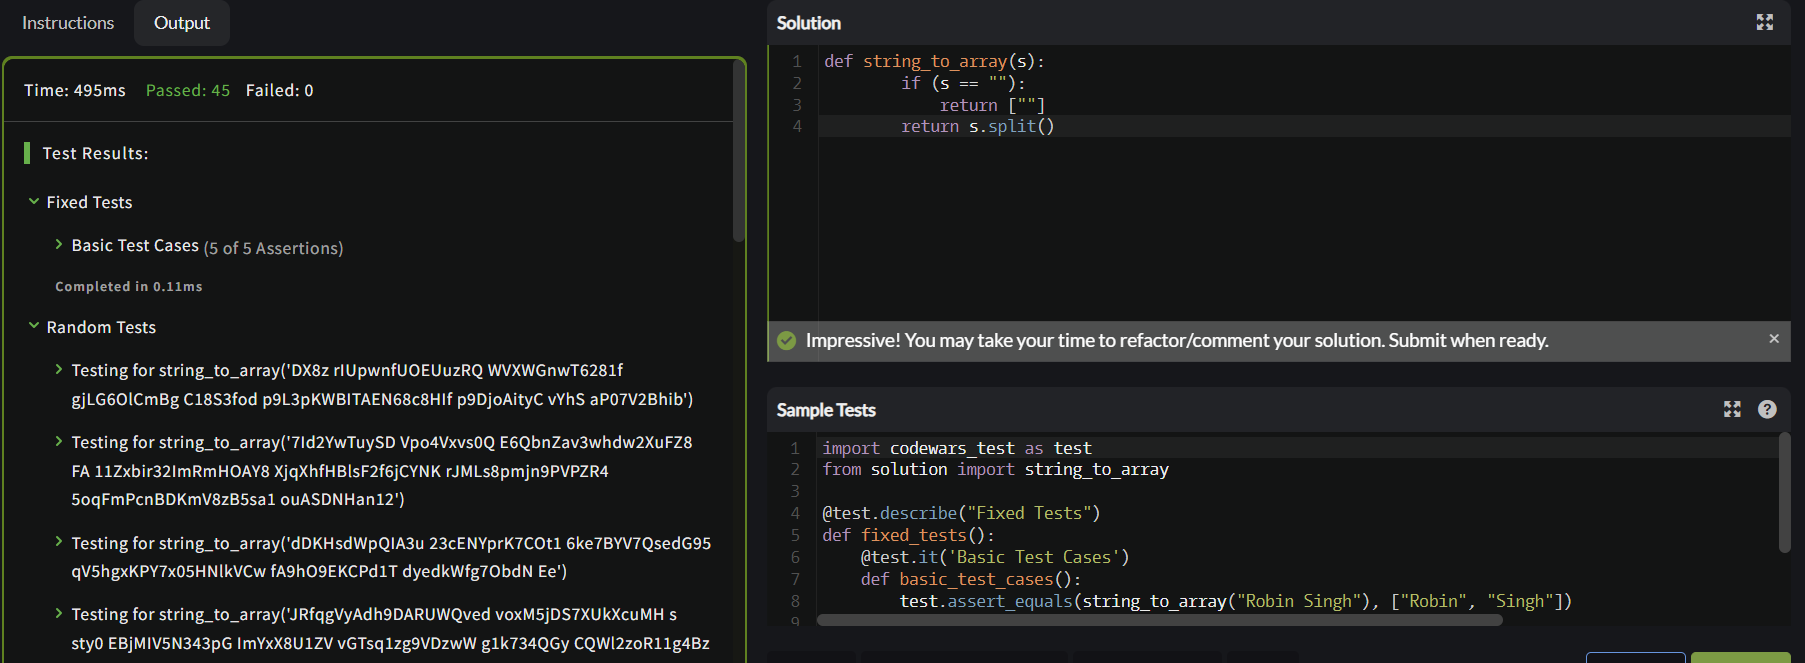 Instructions
Output
Time: 495ms Passed: 45 Failed: 0
Test Results:
Fixed Tests
Basic Test Cases (5 of 5 Assertions)
Completed in 0.11ms
Random Tests
Testing for string_to_array('DX8z rIUpwnfUOEUuzRQ WVXWGnwT6281f
gjLG6OlCmBg C18S3fod p9L3pKWBITAEN68c8HIf p9DjoAityC vYhS aP07V2Bhib')
Testing for string_to_array('7Id2YwTuySD Vpo4Vxvs0Q E6QbnZav3whdw2XuFZ8
FA 11Zxbir32ImRmHOAY8 XjqXhfHBlsF2f6jCYNK rJMLs8pmjn9PVPZR4
5oqFmPcnBDKmV8zB5sa1 ouASDNHan12')
Testing for string_to_array('dDKHsdWpQIA3u 23cENYprK7COt1 6ke7BYV7QsedG95
qV5hgxKPY7x05HNlkVCw fA9hO9EKCPd1T dyedkWfg7ObdN Ee')
Testing for string_to_array('JRfqgVyAdh9DARUWQved voxM5jDS7XUkXcuMH s
sty0 EBjMIV5N343pG ImYxX8U1ZV vGTsq1zg9VDzwW g1k734QGy CQWl2zoR11g4Bz
Solution
1 def string_to_array(s):
2 if (s == ""):
3 return [""]
4 return s.split()
Impressive! You may take your time to refactor/comment your solution. Submit when ready.
Sample Tests
1 import codewars_test as test
2 from solution import string_to_array
3
4 @test.describe("Fixed Tests")
5 def fixed_tests():
6 @test.it('Basic Test Cases')
7 def basic_test_cases():
8 test.assert_equals(string_to_array("Robin Singh"), ["Robin", "Singh"])
9